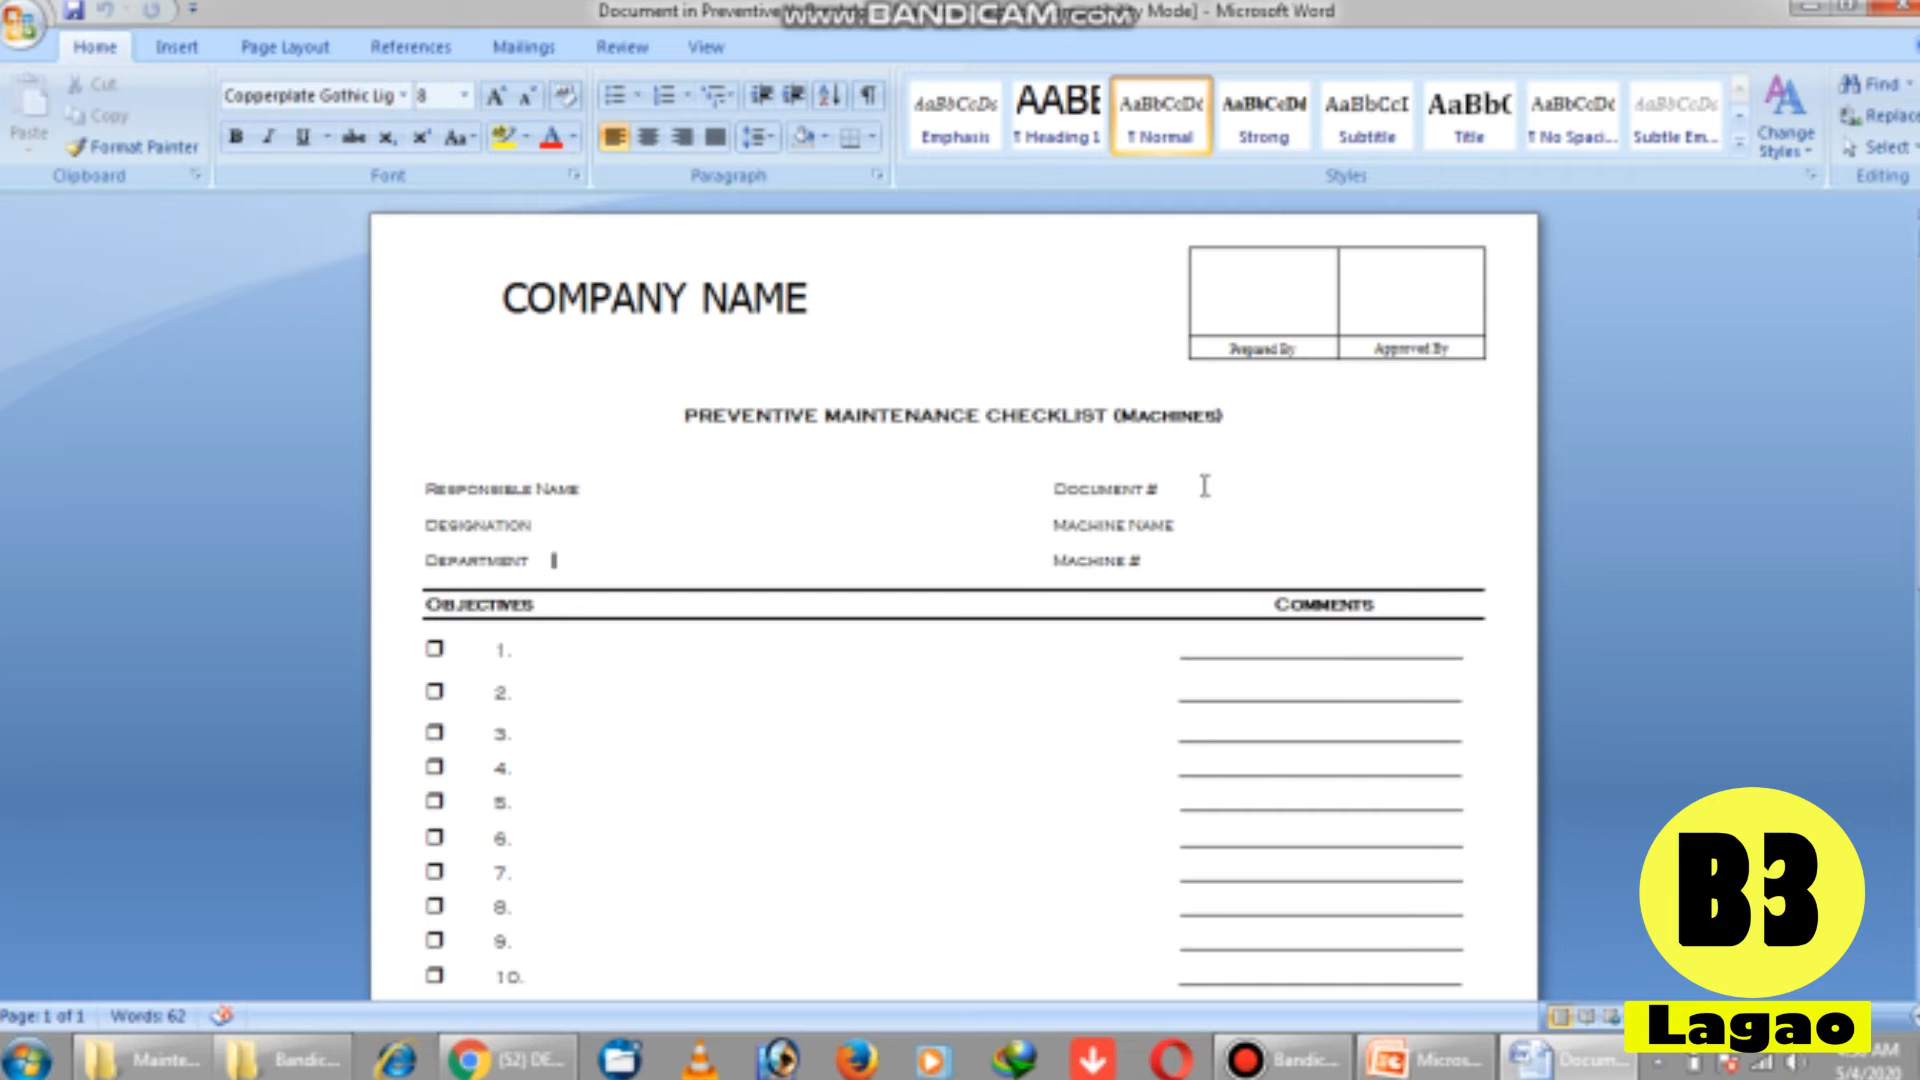 Document in Preventive
www.BANDICAM.com
y Mode] - Microsoft Word
Home Insert Page Layout References Mailings Review View
Cut
Copy
Paste
Format Painter
Clipboard
Copperplate Gothic Lig 8
Font
Paragraph
AaBbCcDc AABE AaBbCcDc AaBbCcDd AaBbCcI AaBbC AaBbCcDc AaBbCcDc
Emphasis ¶ Heading 1 ¶ Normal Strong Subtitle Title ¶ No Spaci... Subtle Em...
Change Styles
Styles
Find
Replace
Select
Editing
COMPANY NAME
Prepared By Approved By
PREVENTIVE MAINTENANCE CHECKLIST (MACHINES)
RESPONSIBLE NAME DOCUMENT #
DESIGNATION MACHINE NAME
DEPARTMENT MACHINE #
OBJECTIVES COMMENTS
1.
2.
3.
4.
5.
6.
7.
8.
9.
10.
B3
Lagao
Page: 1 of 1 Words: 62
Mainte... Bandic... (52) DE... Bandic... Micros... Docum...
5/4/2020